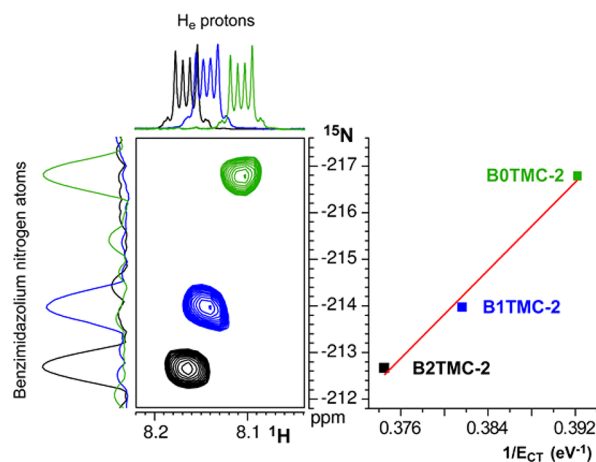 He protons
Benzimidazolium nitrogen atoms
15N
-217
-216
-215
-214
-213
-212
ppm
8.2
8.1
1H
B0TMC-2
B1TMC-2
B2TMC-2
0.376
0.384
0.392
1/ECT (eV-1)